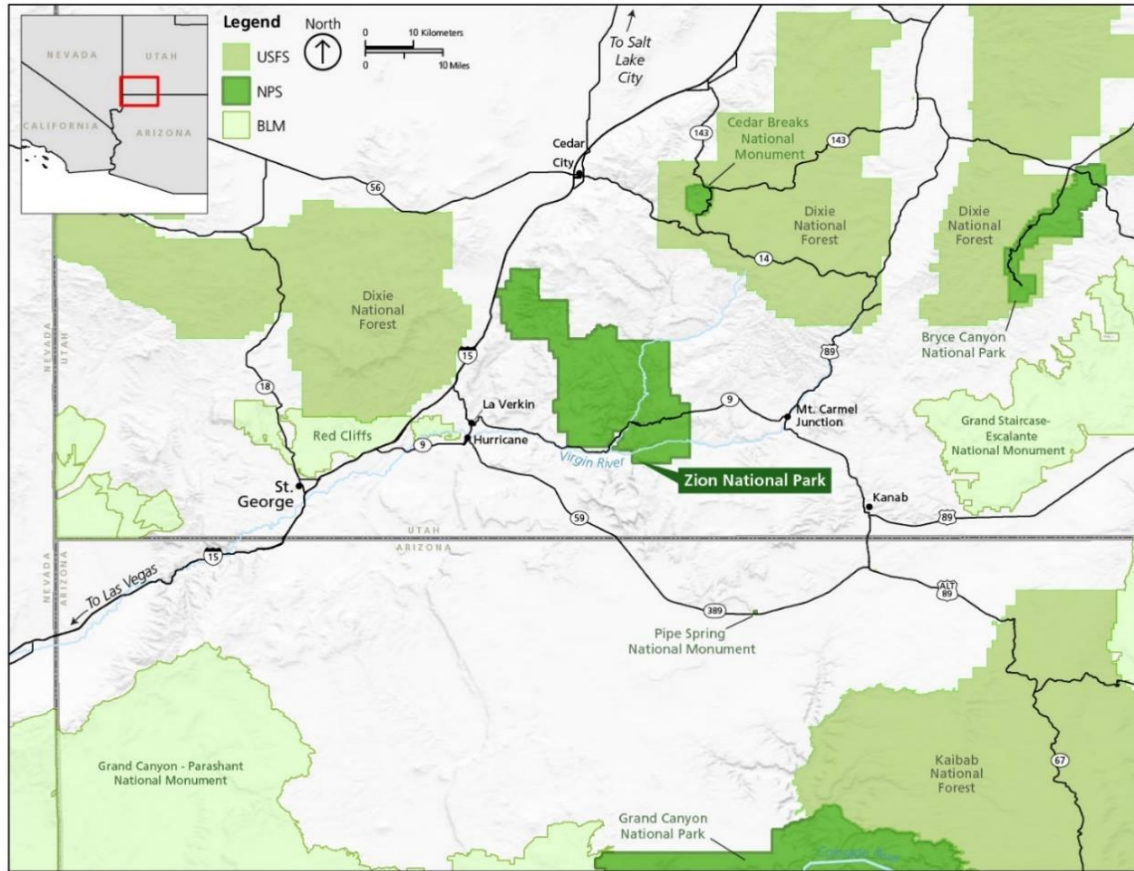 Legend
North
USFS
NPS
BLM
0
10 Kilometers
0
10 Miles
NEVADA
UTAH
CALIFORNIA
ARIZONA
To Salt
Lake
City
143
Cedar Breaks
National
Monument
143
Cedar
City
56
Dixie
National
Forest
Dixie
National
Forest
14
Dixie
National
Forest
Bryce Canyon
National Park
NEVADA
UTAH
15
89
18
La Verkin
9
Mt. Carmel
Junction
Red Cliffs
9
Hurricane
Virgin River
Grand Staircase-
Escalante
National Monument
Zion National Park
St.
George
Kanab
59
89
UTAH
ARIZONA
15
NEVADA
ARIZONA
To Las Vegas
ALT
89
389
Pipe Spring
National Monument
Grand Canyon - Parashant
National Monument
67
Kaibab
National
Forest
Grand Canyon
National Park
Colorado River